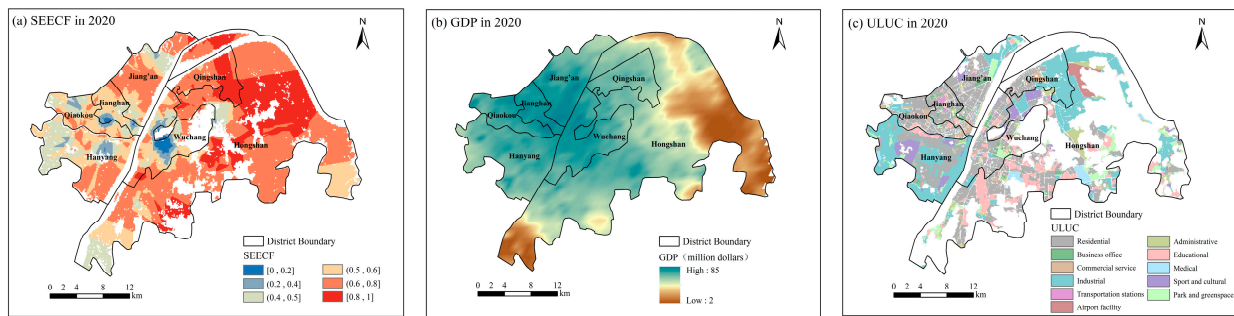 (a) SEECF in 2020
N
Jiang'an
Qingshan
Jianghan
Qiaokou
Wuchang
Hanyang
Hongshan
District Boundary
SEECF
[0 , 0.2]
(0.5 , 0.6]
(0.2 , 0.4]
(0.6 , 0.8]
(0.4 , 0.5]
[0.8 , 1]
0 2 4 8 12
km
(b) GDP in 2020
N
Jiang'an
Qingshan
Jianghan
Qiaokou
Wuchang
Hanyang
Hongshan
District Boundary
GDP (million dollars)
High : 85
Low : 2
0 2 4 8 12
km
(c) ULUC in 2020
N
Jiang'an
Qingshan
Jianghan
Qiaokou
Wuchang
Hanyang
Hongshan
District Boundary
ULUC
Residential
Administrative
Business office
Educational
Commercial service
Medical
Industrial
Sport and cultural
Transportation stations
Park and greenspace
Airport facility
0 2 4 8 12
km